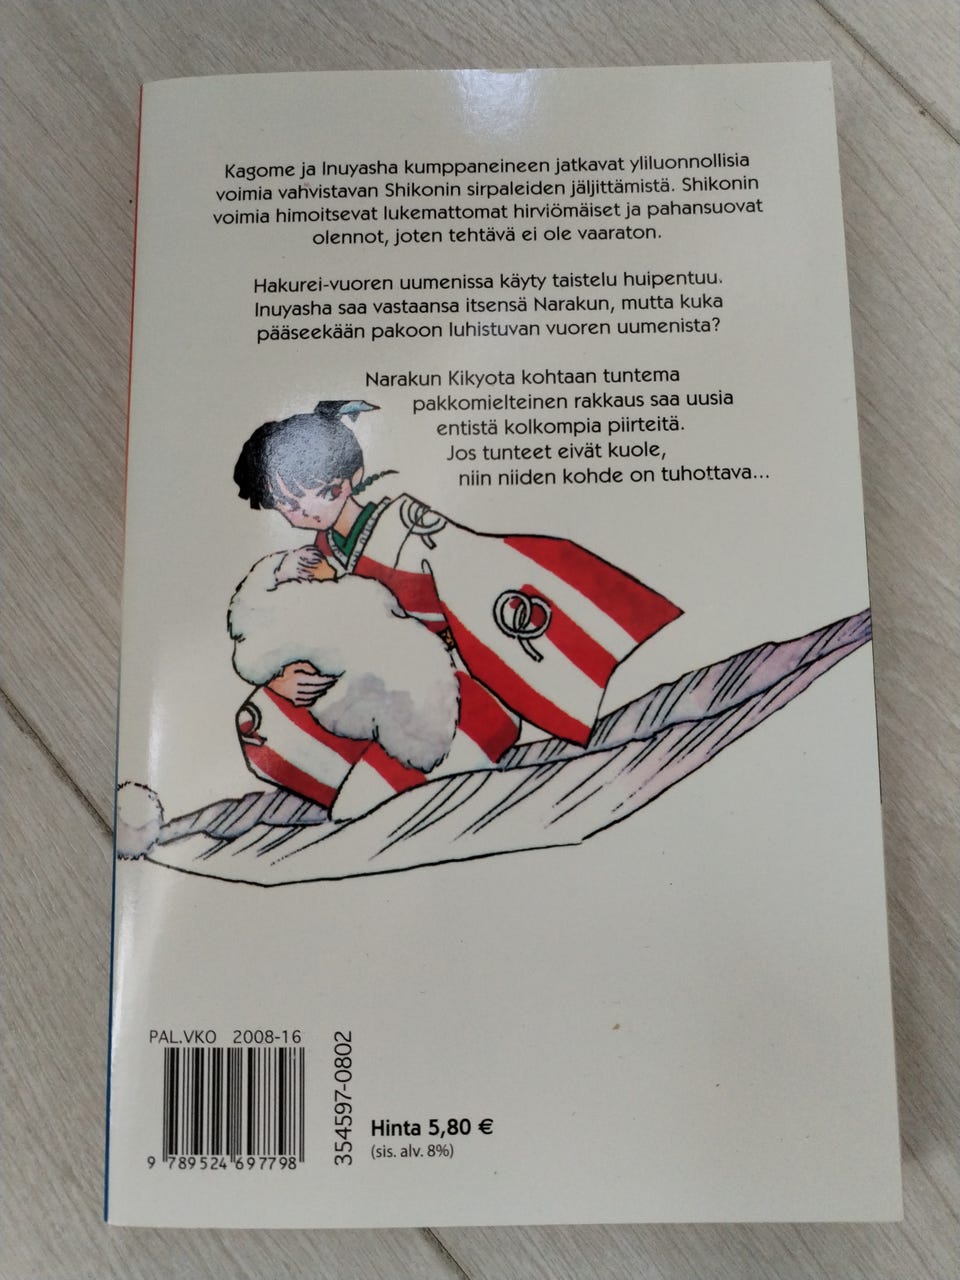 Kagome ja Inuyasha kumppaneineen jatkavat yliluonnollisia
voimia vahvistavan Shikonin sirpaleiden jäljittämistä. Shikonin
voimia himoitsevat lukemattomat hirviömäiset ja pahansuovat
olennot, joten tehtävä ei ole vaaraton.
Hakurei-vuoren uumenissa käyty taistelu huipentuu.
Inuyasha saa vastaansa itsensä Narakun, mutta kuka
pääseekään pakoon luhistuvan vuoren uumenista?
Narakun Kikyota kohtaan tuntema
pakkomielteinen rakkaus saa uusia
entistä kolkompia piirteitä.
Jos tunteet eivät kuole,
niin niiden kohde on tuhottava...
PAL.VKO 2008-16
354597-0802
9 789524 697798
Hinta 5,80 €
(sis. alv. 8%)